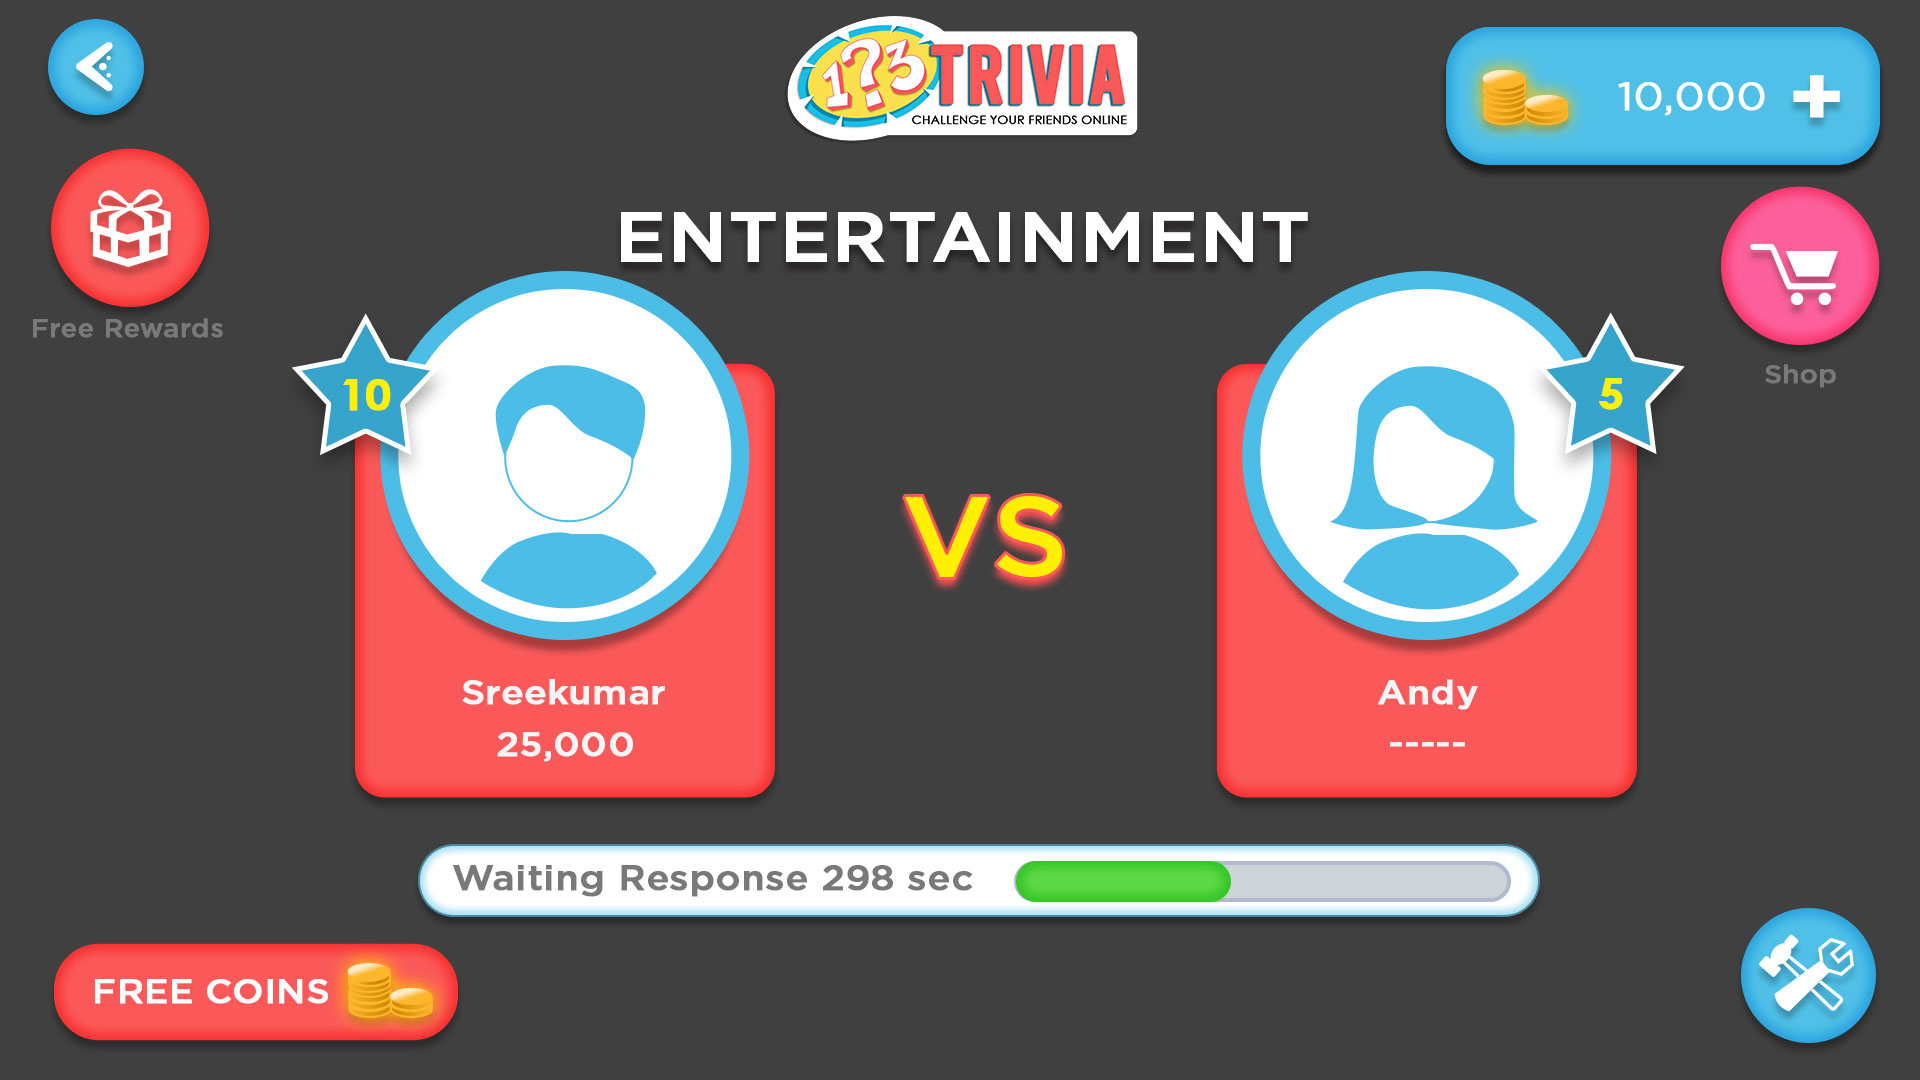 1?3 TRIVIA
CHALLENGE YOUR FRIENDS ONLINE
10,000
ENTERTAINMENT
Free Rewards
Shop
10
5
VS
Sreekumar
25,000
Andy
-----
Waiting Response 298 sec
FREE COINS